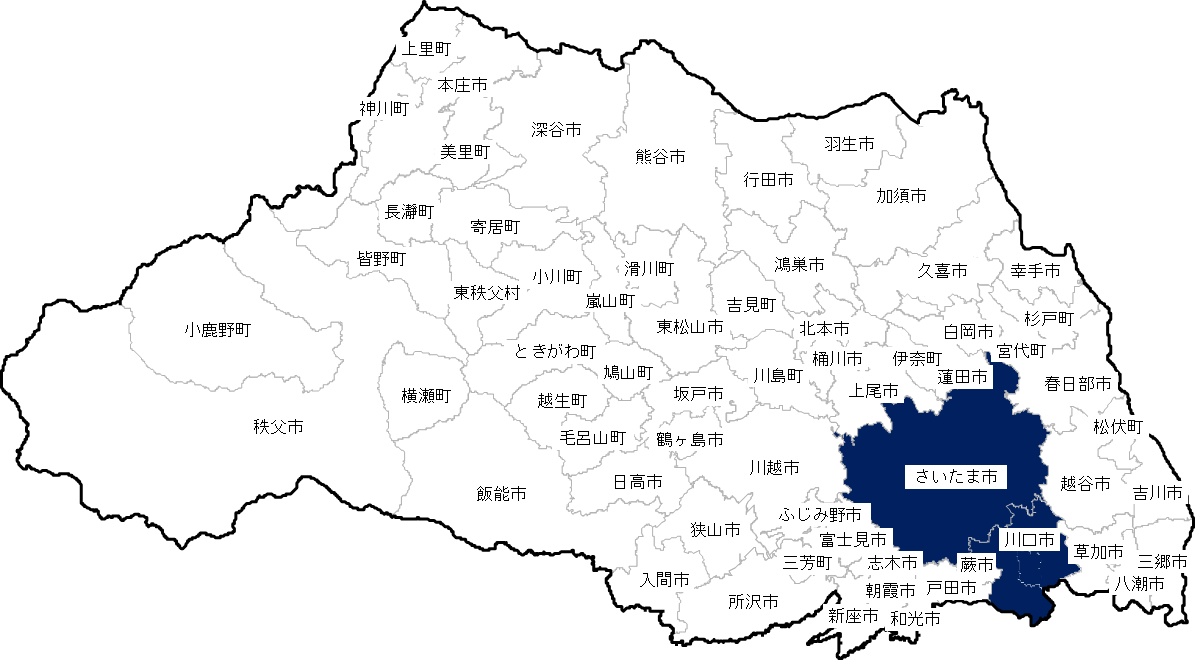 上里町
本庄市
神川町
深谷市
美里町
熊谷市
羽生市
行田市
加須市
長瀞町
寄居町
皆野町
鴻巣市
久喜市
幸手市
滑川町
小川町
東秩父村
嵐山町
吉見町
杉戸町
小鹿野町
東松山市
北本市
白岡市
ときがわ町
宮代町
桶川市
伊奈町
鳩山町
川島町
蓮田市
春日部市
横瀬町
越生町
坂戸市
上尾市
秩父市
毛呂山町
鶴ヶ島市
松伏町
川越市
さいたま市
日高市
越谷市
飯能市
吉川市
ふじみ野市
狭山市
富士見市
川口市
草加市
三芳町
志木市
蕨市
三郷市
入間市
朝霞市
戸田市
八潮市
所沢市
新座市
和光市